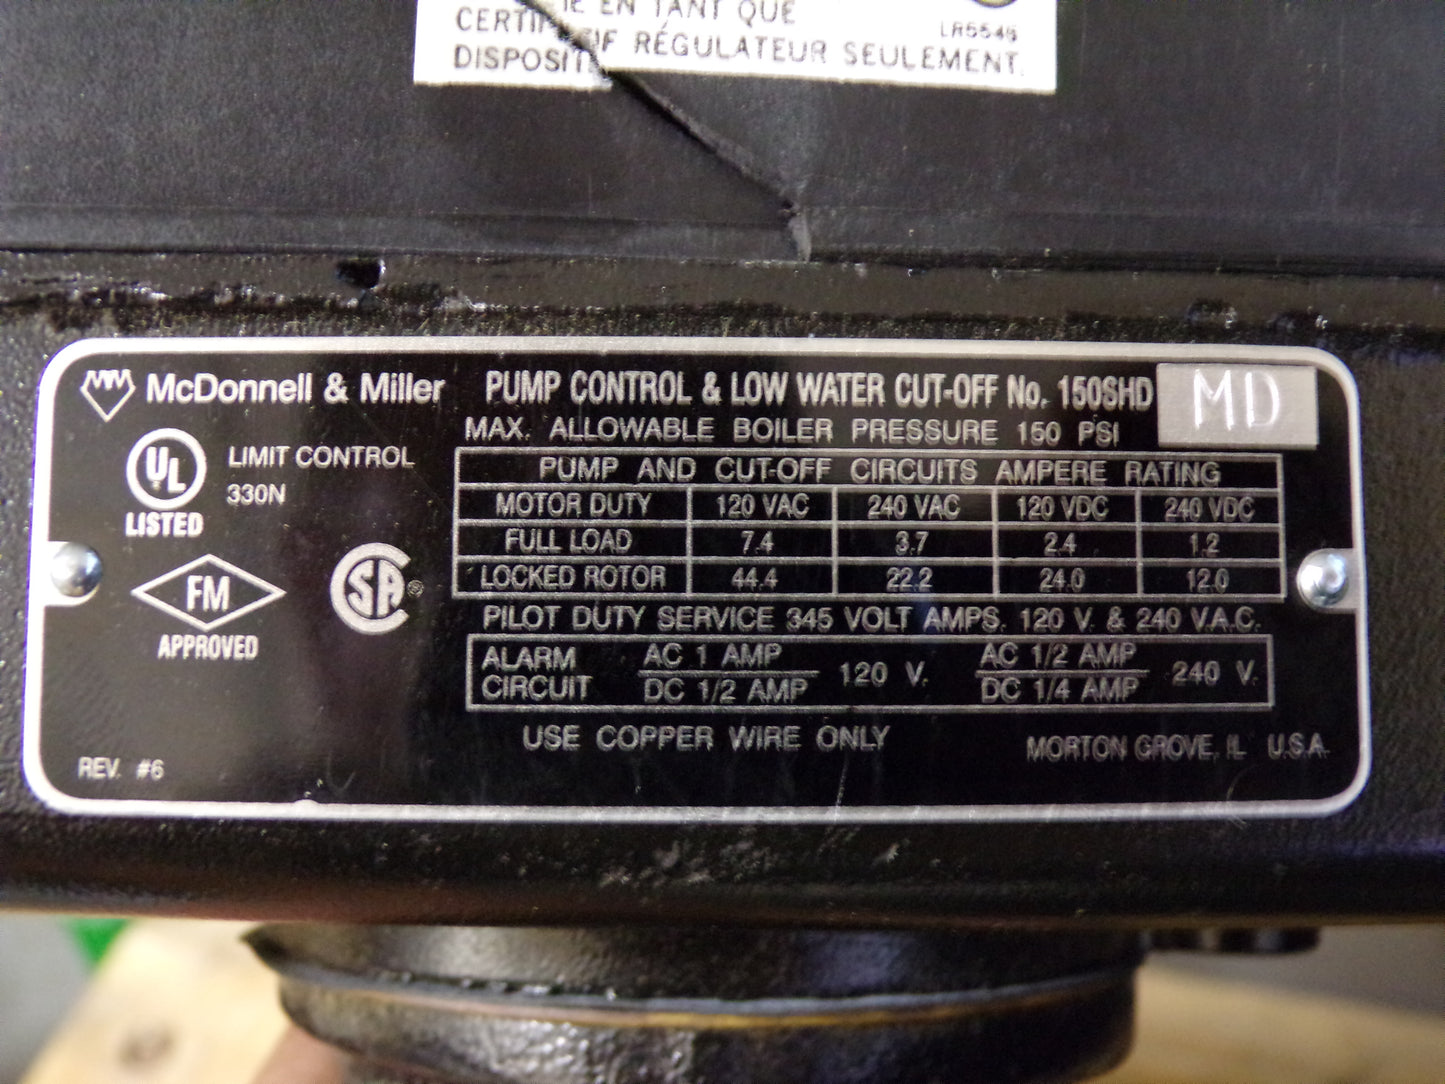 EN TANT QUE
LR5545
RÉGULATEUR SEULEMENT.
McDonnell & Miller
PUMP CONTROL & LOW WATER CUT-OFF No. 150SHD MD
MAX. ALLOWABLE BOILER PRESSURE 150 PSI
UL
LISTED
LIMIT CONTROL
330N
FM
APPROVED
SA ®
PUMP AND CUT-OFF CIRCUITS AMPERE RATING
MOTOR DUTY 120 VAC 240 VAC 120 VDC 240 VDC
FULL LOAD 7.4 3.7 2.4 1.2
LOCKED ROTOR 44.4 22.2 24.0 12.0
PILOT DUTY SERVICE 345 VOLT AMPS. 120 V. & 240 V.A.C.
ALARM CIRCUIT
AC 1 AMP
DC 1/2 AMP
120 V.
AC 1/2 AMP
DC 1/4 AMP
240 V.
USE COPPER WIRE ONLY
MORTON GROVE, IL U.S.A.
REV. #6